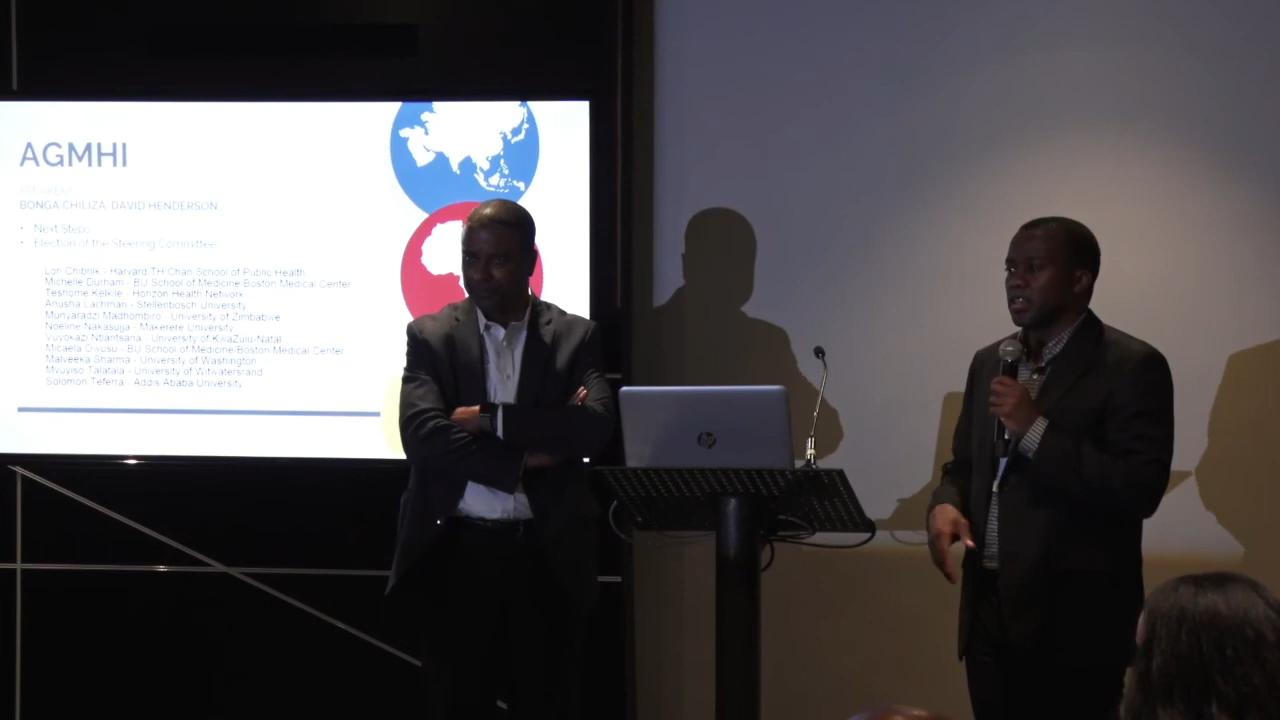 AGMHI
SPEAKERS
BONGA CHILIZA, DAVID HENDERSON
• Next Steps
• Election of the Steering Committee
Lori Chibnik - Harvard TH Chan School of Public Health
Michelle Durham - BU School of Medicine Boston Medical Center
Teshome Kelkile - Horizon Health Network
Anusha Lachman - Stellenbosch University
Munyaradzi Madhombiro - University of Zimbabwe
Noeline Nakasujja - Makerere University
Vuyokazi Ntlantsana - University of KwaZulu-Natal
Micaela Owusu - BU School of Medicine/Boston Medical Center
Malveeka Sharma - University of Washington
Mvuyiso Talatala - University of Witwatersrand
Solomon Teferra - Addis Ababa University
hp